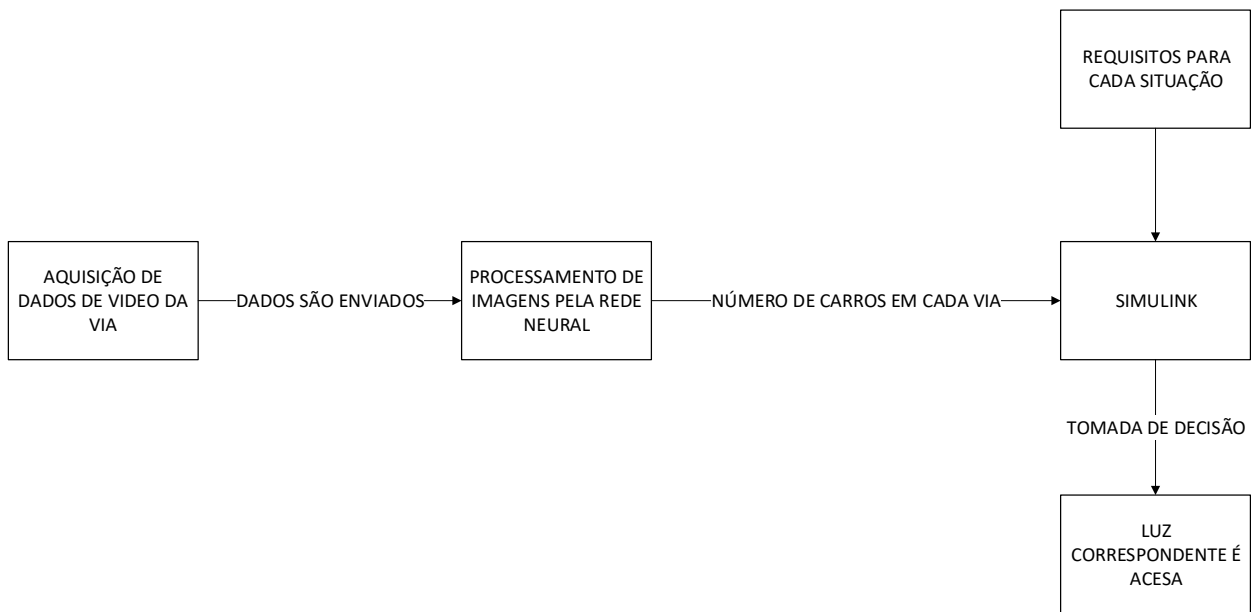 REQUISITOS PARA
CADA SITUAÇÃO
AQUISIÇÃO DE
DADOS DE VIDEO DA
VIA
DADOS SÃO ENVIADOS
PROCESSAMENTO DE
IMAGENS PELA REDE
NEURAL
NÚMERO DE CARROS EM CADA VIA
SIMULINK
TOMADA DE DECISÃO
LUZ
CORRESPONDENTE É
ACESA